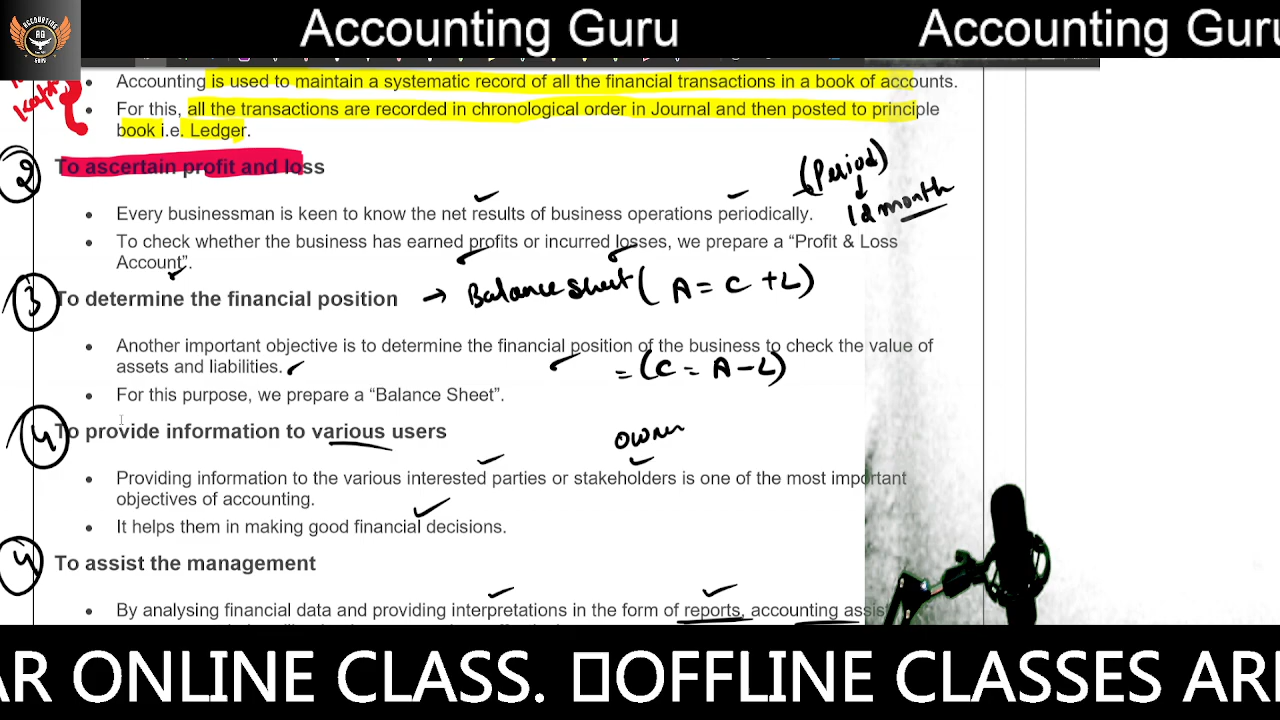 Accounting Guru
Accounting Guru
ACCOUNTING
AG
• Accounting is used to maintain a systematic record of all the financial transactions in a book of accounts.
• For this, all the transactions are recorded in chronological order in Journal and then posted to principle
book i.e. Ledger.
2 To ascertain profit and loss
(Period)
12 month
• Every businessman is keen to know the net results of business operations periodically.
• To check whether the business has earned profits or incurred losses, we prepare a “Profit & Loss
Account”.
3 To determine the financial position → Balance sheet ( A = C + L)
• Another important objective is to determine the financial position of the business to check the value of
assets and liabilities.
= (C = A - L)
• For this purpose, we prepare a “Balance Sheet”.
4 To provide information to various users
owner
• Providing information to the various interested parties or stakeholders is one of the most important
objectives of accounting.
• It helps them in making good financial decisions.
4 To assist the management
• By analysing financial data and providing interpretations in the form of reports, accounting assis
AR ONLINE CLASS. OFFLINE CLASSES ARE